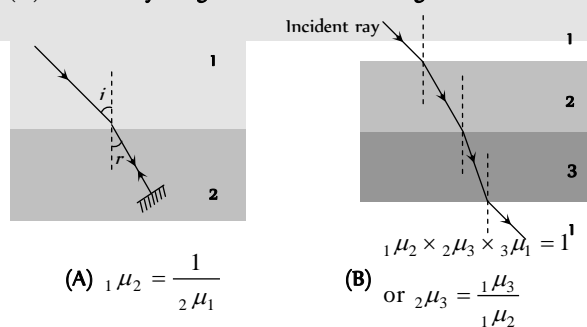 Incident ray
1
1
i
2
r
3
2
1
(A) ₁μ₂ = 1 / ₂μ₁
₁μ₂ × ₂μ₃ × ₃μ₁ = 1
(B)
or ₂μ₃ = ₁μ₃ / ₁μ₂